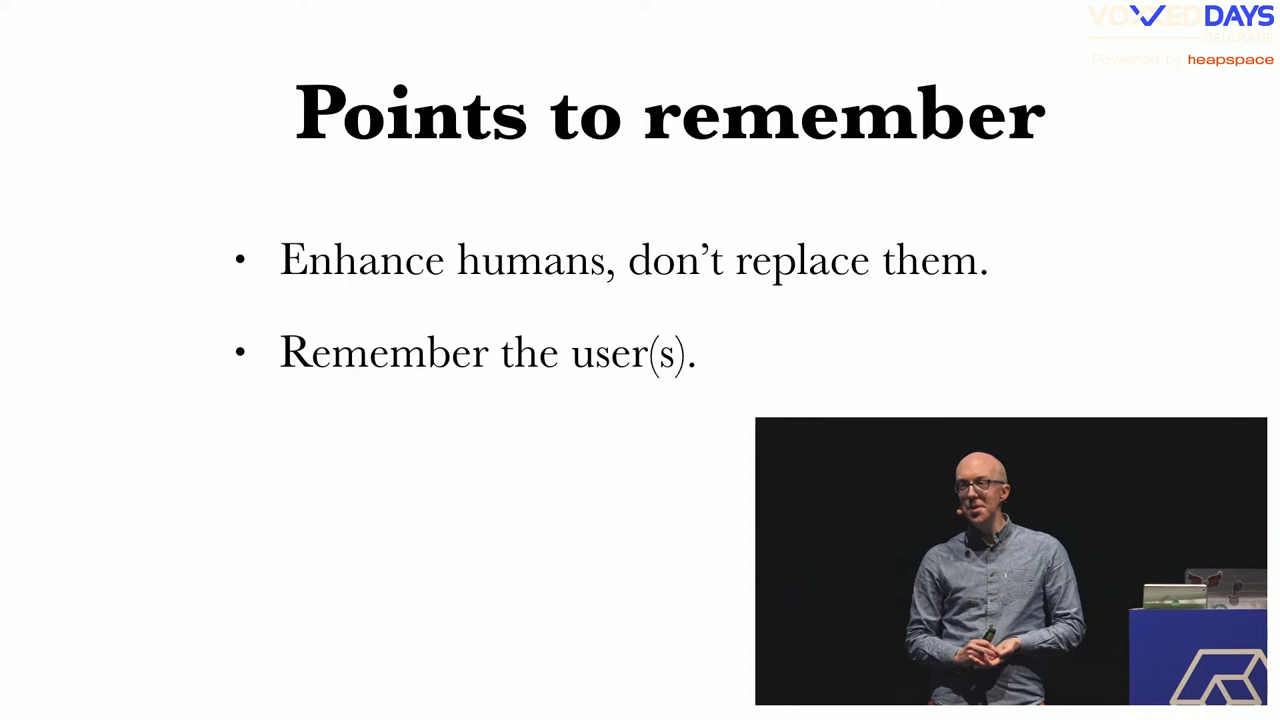 VOXXED DAYS
BELGRADE
Powered by heapspace
Points to remember
• Enhance humans, don’t replace them.
• Remember the user(s).